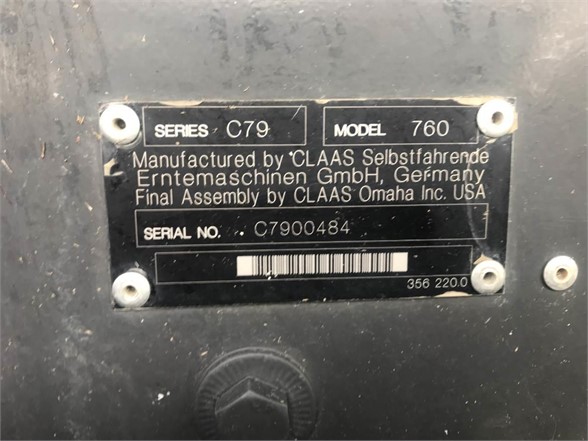 SERIES C79 MODEL 760
Manufactured by CLAAS Selbstfahrende
Erntemaschinen GmbH, Germany
Final Assembly by CLAAS Omaha Inc. USA
SERIAL NO. C7900484
356 220.0